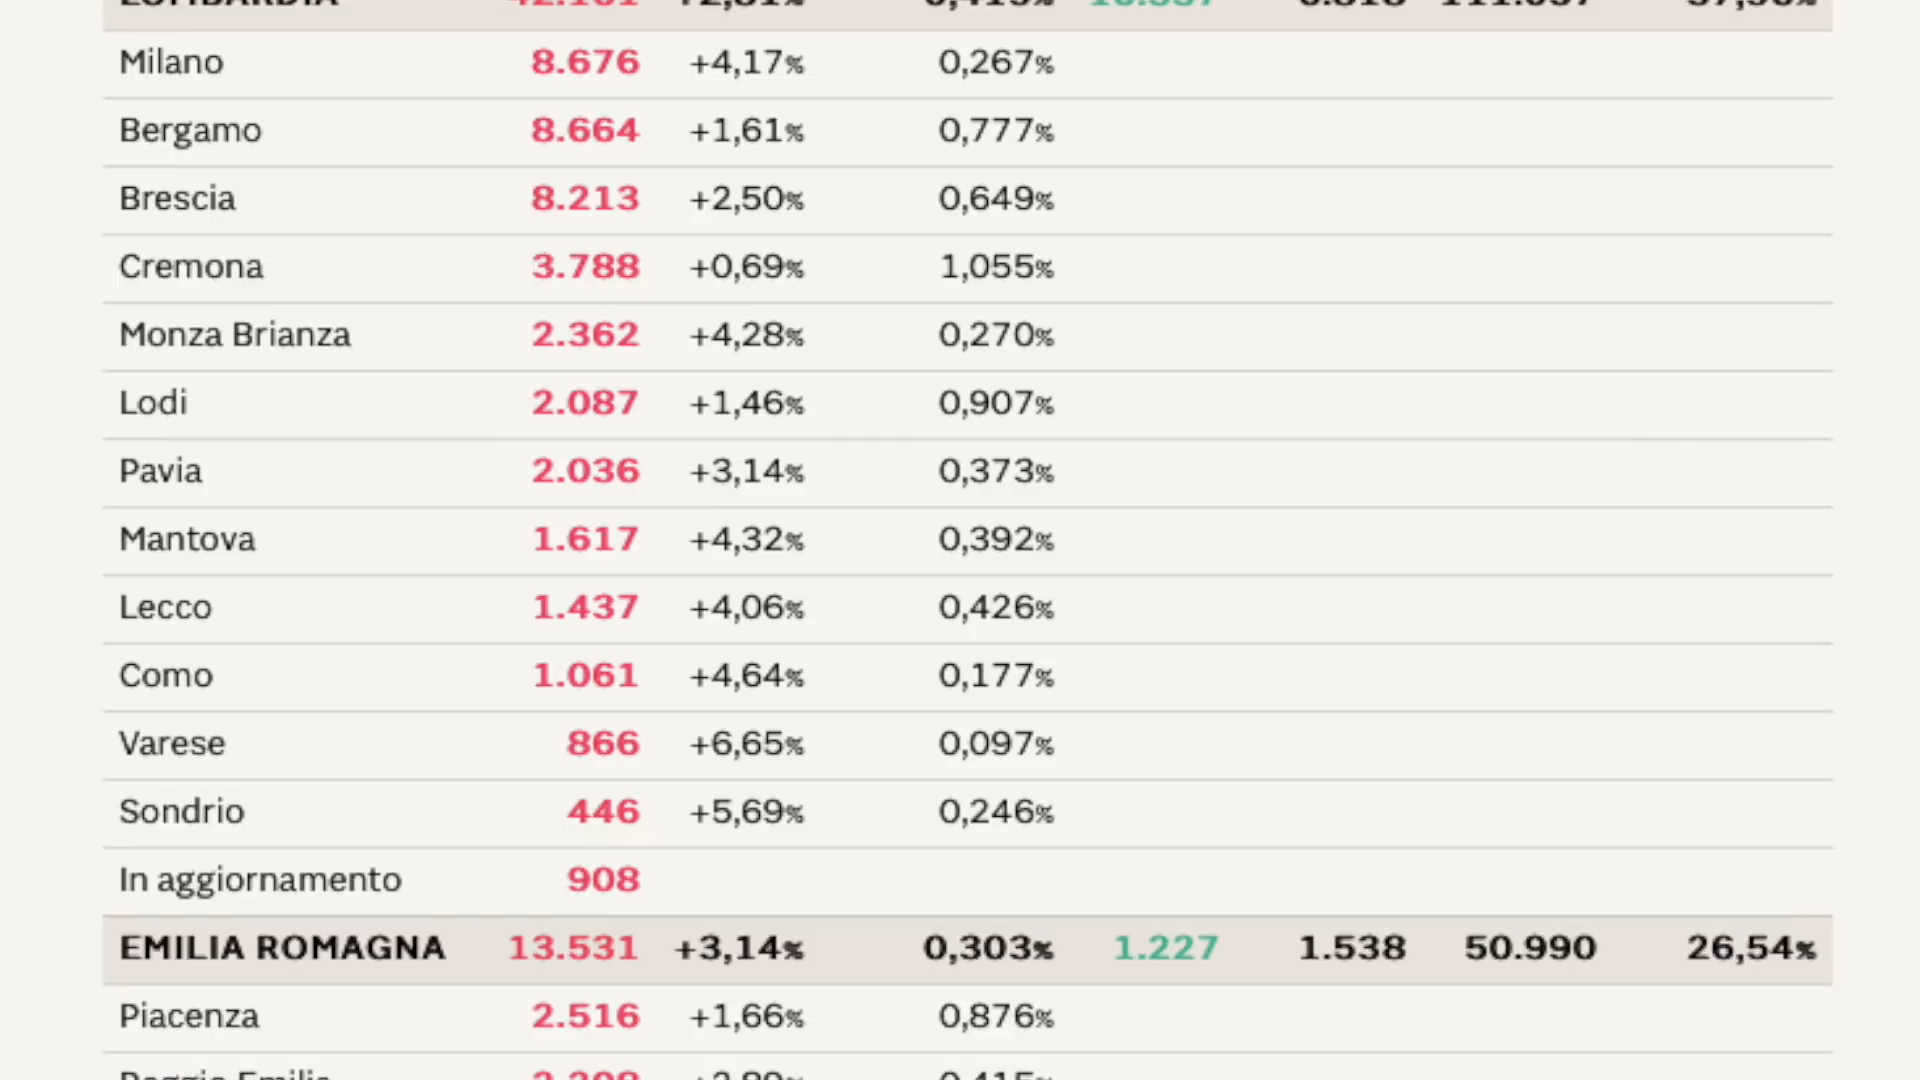 LOMBARDIA
Milano 8.676 +4,17% 0,267%
Bergamo 8.664 +1,61% 0,777%
Brescia 8.213 +2,50% 0,649%
Cremona 3.788 +0,69% 1,055%
Monza Brianza 2.362 +4,28% 0,270%
Lodi 2.087 +1,46% 0,907%
Pavia 2.036 +3,14% 0,373%
Mantova 1.617 +4,32% 0,392%
Lecco 1.437 +4,06% 0,426%
Como 1.061 +4,64% 0,177%
Varese 866 +6,65% 0,097%
Sondrio 446 +5,69% 0,246%
In aggiornamento 908
EMILIA ROMAGNA 13.531 +3,14% 0,303% 1.227 1.538 50.990 26,54%
Piacenza 2.516 +1,66% 0,876%
Reggio Emilia